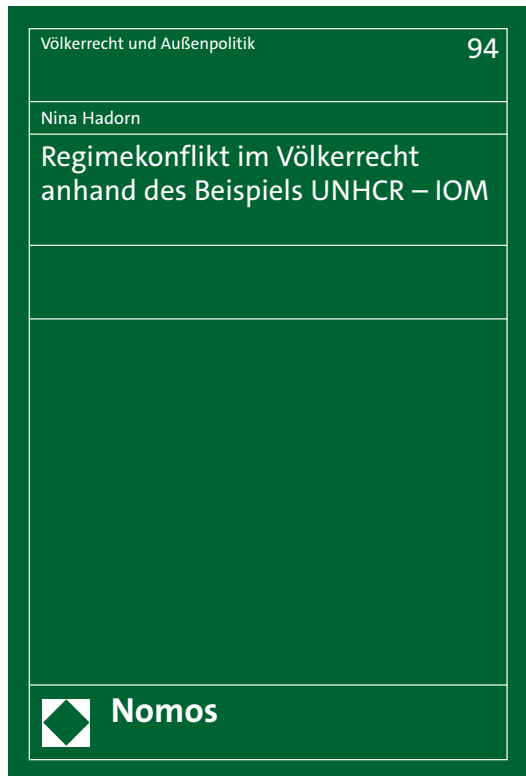 Völkerrecht und Außenpolitik 94
Nina Hadorn
Regimekonflikt im Völkerrecht
anhand des Beispiels UNHCR – IOM
Nomos